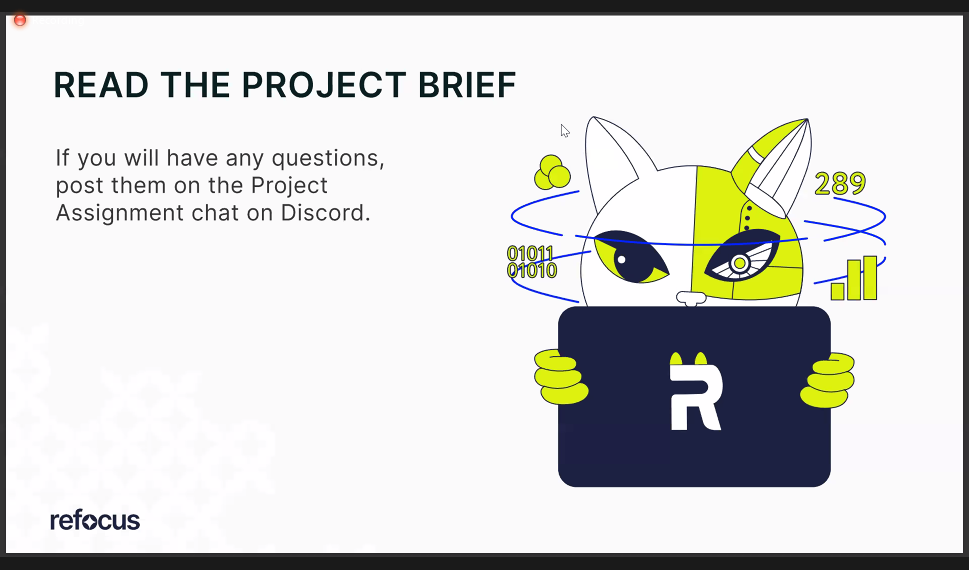 READ THE PROJECT BRIEF
If you will have any questions,
post them on the Project
Assignment chat on Discord.
289
01011
01010
R
refocus